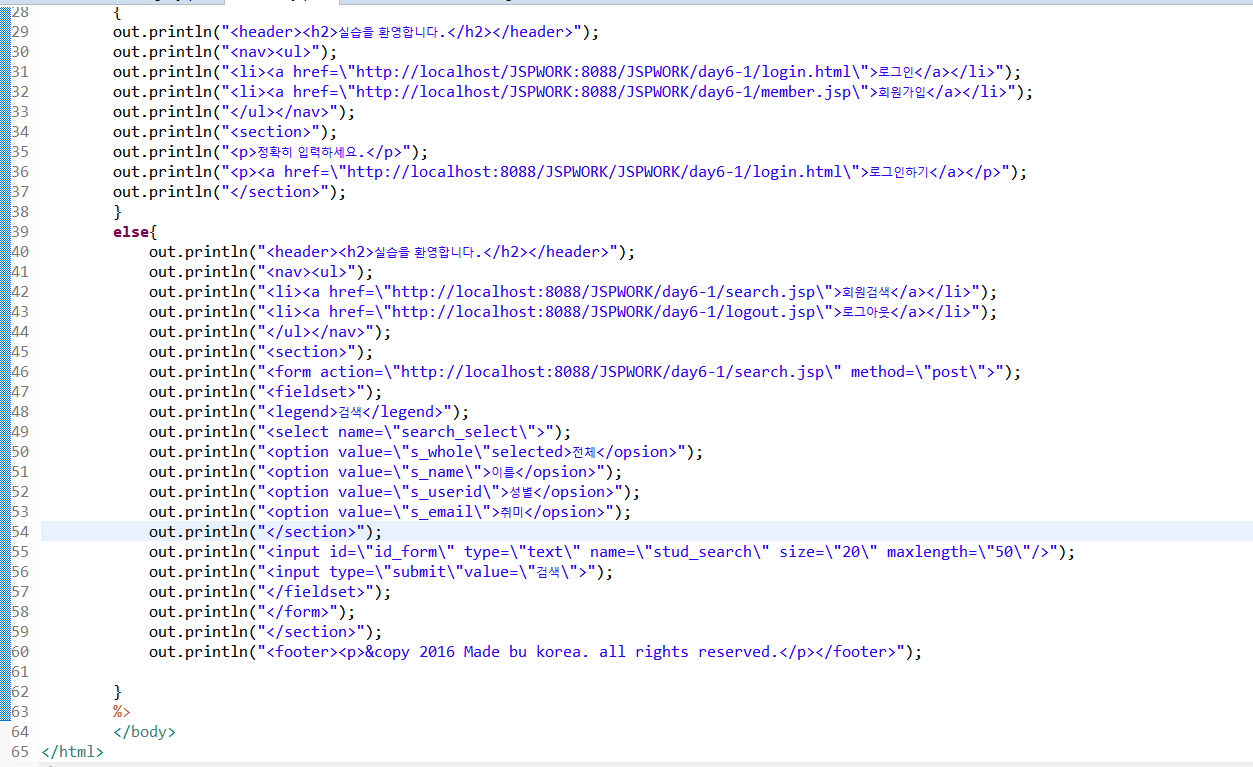 28 {
29 out.println("<header><h2>실습을 환영합니다.</h2></header>");
30 out.println("<nav><ul>");
31 out.println("<li><a href=\"http://localhost/JSPWORK:8088/JSPWORK/day6-1/login.html\">로그인</a></li>");
32 out.println("<li><a href=\"http://localhost/JSPWORK:8088/JSPWORK/day6-1/member.jsp\">회원가입</a></li>");
33 out.println("</ul></nav>");
34 out.println("<section>");
35 out.println("<p>정확히 입력하세요.</p>");
36 out.println("<p><a href=\"http://localhost:8088/JSPWORK/JSPWORK/day6-1/login.html\">로그인하기</a></p>");
37 out.println("</section>");
38 }
39 else{
40 out.println("<header><h2>실습을 환영합니다.</h2></header>");
41 out.println("<nav><ul>");
42 out.println("<li><a href=\"http://localhost:8088/JSPWORK/day6-1/search.jsp\">회원검색</a></li>");
43 out.println("<li><a href=\"http://localhost:8088/JSPWORK/day6-1/logout.jsp\">로그아웃</a></li>");
44 out.println("</ul></nav>");
45 out.println("<section>");
46 out.println("<form action=\"http://localhost:8088/JSPWORK/day6-1/search.jsp\" method=\"post\">");
47 out.println("<fieldset>");
48 out.println("<legend>검색</legend>");
49 out.println("<select name=\"search_select\">");
50 out.println("<option value=\"s_whole\"selected>전체</opsion>");
51 out.println("<option value=\"s_name\">이름</opsion>");
52 out.println("<option value=\"s_userid\">성별</opsion>");
53 out.println("<option value=\"s_email\">취미</opsion>");
54 out.println("</section>");
55 out.println("<input id=\"id_form\" type=\"text\" name=\"stud_search\" size=\"20\" maxlength=\"50\"/>");
56 out.println("<input type=\"submit\"value=\"검색\">");
57 out.println("</fieldset>");
58 out.println("</form>");
59 out.println("</section>");
60 out.println("<footer><p>&copy 2016 Made bu korea. all rights reserved.</p></footer>");
61
62 }
63 %>
64 </body>
65 </html>